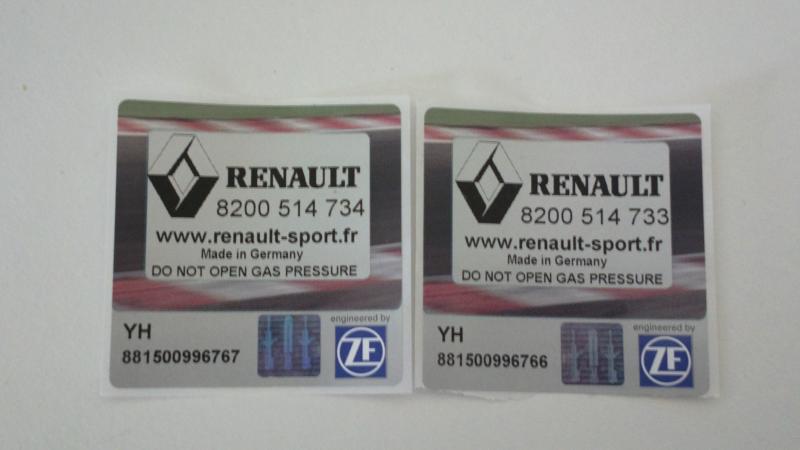 RENAULT
8200 514 734
www.renault-sport.fr
Made in Germany
DO NOT OPEN GAS PRESSURE
engineered by
YH
881500996767
ZF
RENAULT
8200 514 733
www.renault-sport.fr
Made in Germany
DO NOT OPEN GAS PRESSURE
engineered by
YH
881500996766
ZF